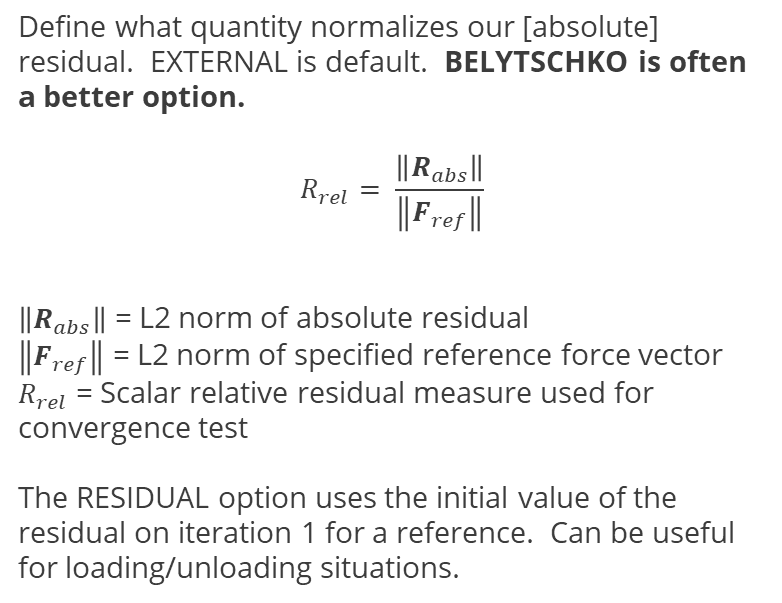 Define what quantity normalizes our [absolute]
residual.  EXTERNAL is default.  BELYTSCHKO is often
a better option.
R_rel = ‖R_abs‖ / ‖F_ref‖
‖R_abs‖ = L2 norm of absolute residual
‖F_ref‖ = L2 norm of specified reference force vector
R_rel = Scalar relative residual measure used for
convergence test
The RESIDUAL option uses the initial value of the
residual on iteration 1 for a reference.  Can be useful
for loading/unloading situations.